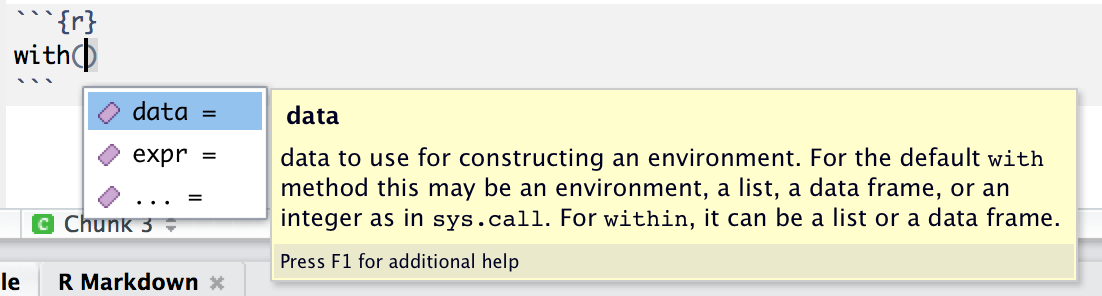 ```{r}
with()
```
data =
expr =
... =
data
data to use for constructing an environment. For the default with
method this may be an environment, a list, a data frame, or an
integer as in sys.call. For within, it can be a list or a data frame.
Press F1 for additional help
Chunk 3
le
R Markdown